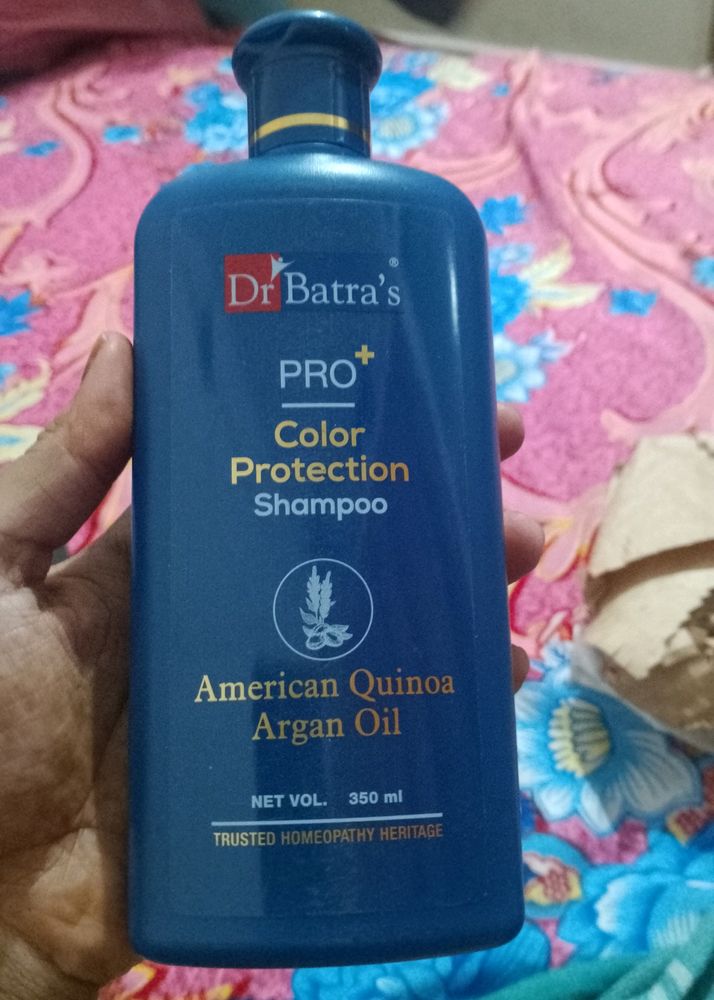 Dr Batra's®
PRO+
Color
Protection
Shampoo
American Quinoa
Argan Oil
NET VOL. 350 ml
TRUSTED HOMEOPATHY HERITAGE